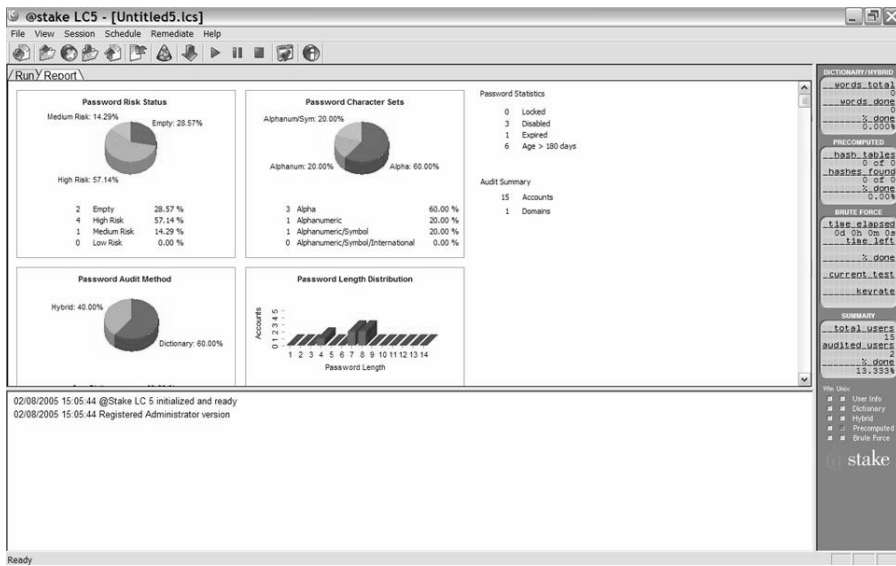 @stake LC5 - [Untitled5.lcs]
File View Session Schedule Remediate Help
Run Report
Password Risk Status
Medium Risk: 14.29%
Empty: 28.57%
High Risk: 57.14%
2 Empty 28.57 %
4 High Risk 57.14 %
1 Medium Risk 14.29 %
0 Low Risk 0.00 %
Password Character Sets
Alphanum/Sym: 20.00%
Alphanum: 20.00%
Alpha: 60.00%
3 Alpha 60.00 %
1 Alphanumeric 20.00 %
1 Alphanumeric/Symbol 20.00 %
0 Alphanumeric/Symbol/International 0.00 %
Password Statistics
0 Locked
3 Disabled
1 Expired
6 Age > 180 days
Audit Summary
15 Accounts
1 Domains
Password Audit Method
Hybrid: 40.00%
Dictionary: 60.00%
Password Length Distribution
Accounts
0 1 2 3 4 5
1 2 3 4 5 6 7 8 9 10 11 12 13 14
Password Length
02/08/2005 15:05:44 @Stake LC 5 initialized and ready
02/08/2005 15:05:44 Registered Administrator version
DICTIONARY/HYBRID
words total
0
words done
0
% done
0.000%
PRECOMPUTED
hash tables
0 of 0
hashes found
0 of 0
% done
0.00%
BRUTE FORCE
time elapsed
0d 0h 0m 0s
time left
% done
current test
keyrate
SUMMARY
total users
15
audited users
2
% done
13.333%
Win Unix
User Info
Dictionary
Hybrid
Precomputed
Brute Force
@stake
Ready